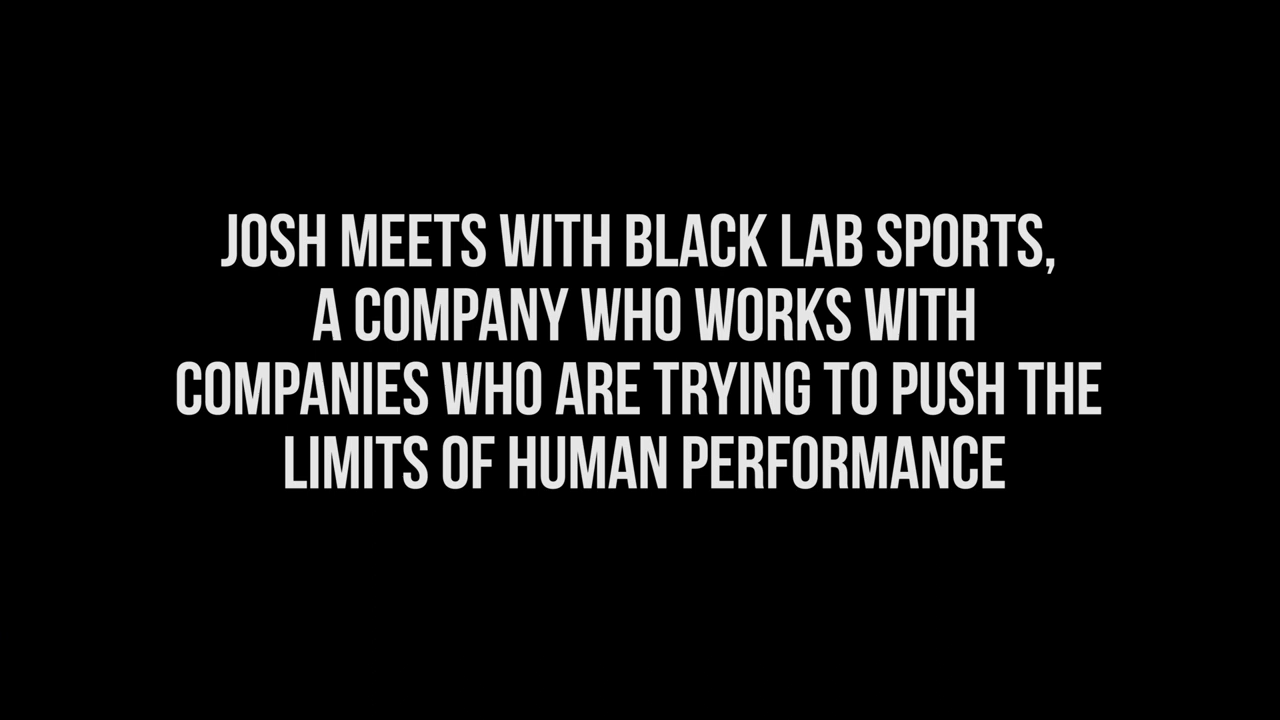 JOSH MEETS WITH BLACK LAB SPORTS,
A COMPANY WHO WORKS WITH
COMPANIES WHO ARE TRYING TO PUSH THE
LIMITS OF HUMAN PERFORMANCE